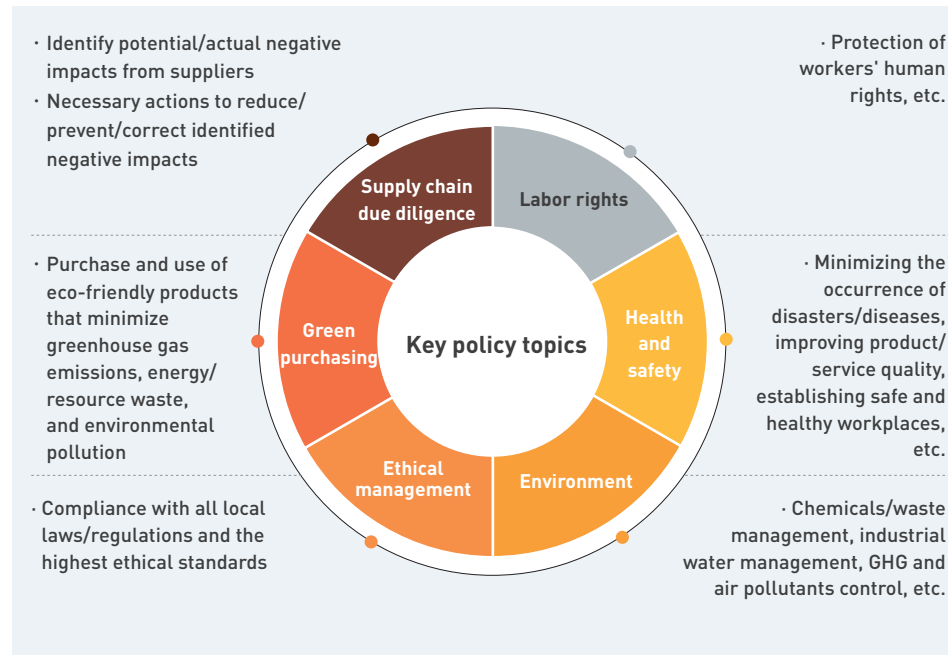 · Identify potential/actual negative
impacts from suppliers
· Necessary actions to reduce/
prevent/correct identified
negative impacts
· Protection of
workers' human
rights, etc.
Supply chain
due diligence
Labor rights
· Purchase and use of
eco-friendly products
that minimize
greenhouse gas
emissions, energy/
resource waste,
and environmental
pollution
Green
purchasing
Key policy topics
Health
and
safety
· Minimizing the
occurrence of
disasters/diseases,
improving product/
service quality,
establishing safe and
healthy workplaces,
etc.
Ethical
management
Environment
· Compliance with all local
laws/regulations and the
highest ethical standards
· Chemicals/waste
management, industrial
water management, GHG and
air pollutants control, etc.